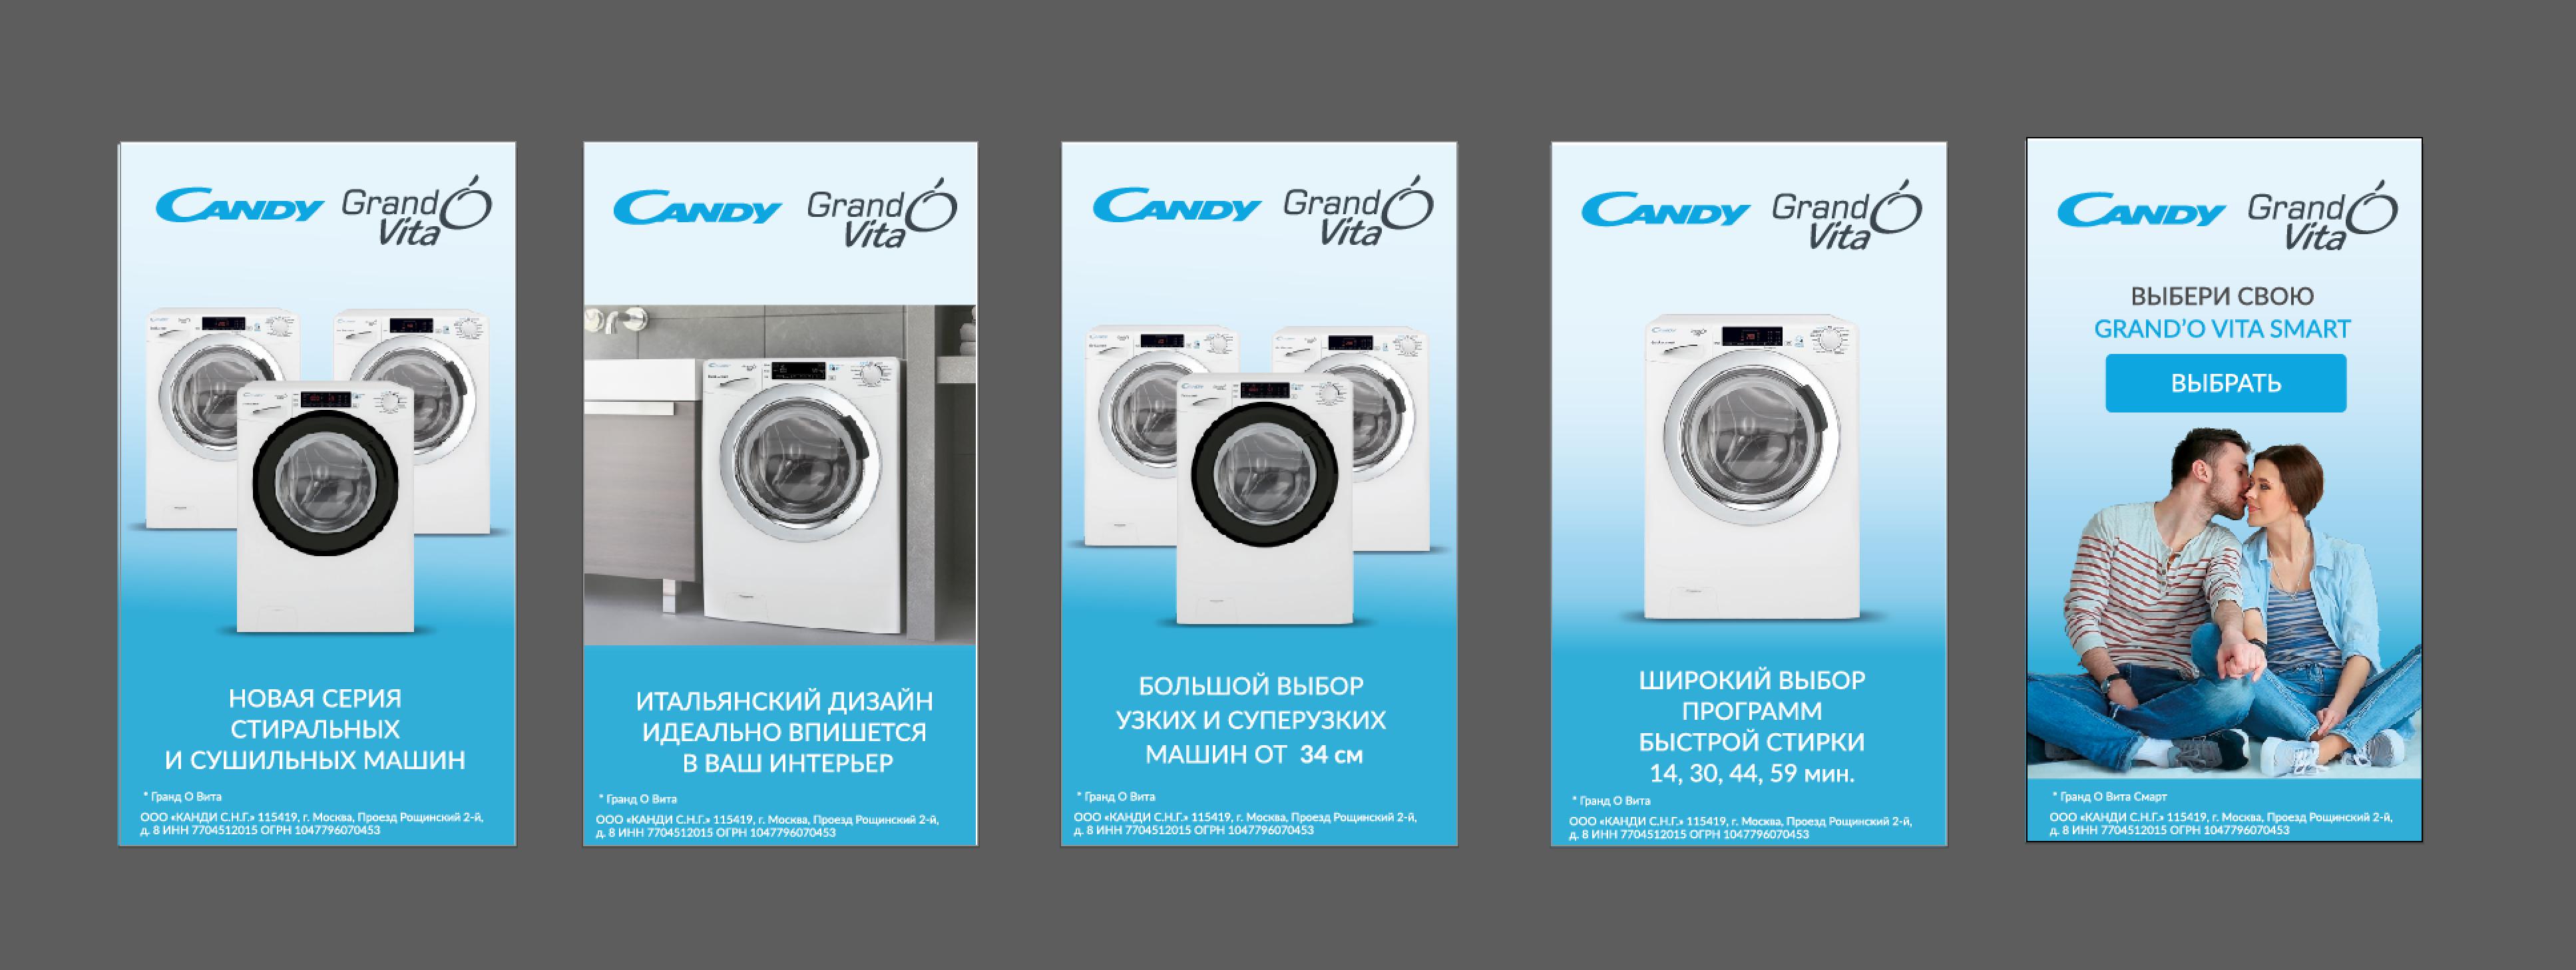 CANDY Grand'O Vita
НОВАЯ СЕРИЯ
СТИРАЛЬНЫХ
И СУШИЛЬНЫХ МАШИН
* Гранд О Вита
ООО «КАНДИ С.Н.Г.» 115419, г. Москва, Проезд Рощинский 2-й,
д. 8 ИНН 7704512015 ОГРН 1047796070453
CANDY Grand'O Vita
ИТАЛЬЯНСКИЙ ДИЗАЙН
ИДЕАЛЬНО ВПИШЕТСЯ
В ВАШ ИНТЕРЬЕР
* Гранд О Вита
ООО «КАНДИ С.Н.Г.» 115419, г. Москва, Проезд Рощинский 2-й,
д. 8 ИНН 7704512015 ОГРН 1047796070453
CANDY Grand'O Vita
БОЛЬШОЙ ВЫБОР
УЗКИХ И СУПЕРУЗКИХ
МАШИН ОТ 34 см
* Гранд О Вита
ООО «КАНДИ С.Н.Г.» 115419, г. Москва, Проезд Рощинский 2-й,
д. 8 ИНН 7704512015 ОГРН 1047796070453
CANDY Grand'O Vita
ШИРОКИЙ ВЫБОР
ПРОГРАММ
БЫСТРОЙ СТИРКИ
14, 30, 44, 59 мин.
* Гранд О Вита
ООО «КАНДИ С.Н.Г.» 115419, г. Москва, Проезд Рощинский 2-й,
д. 8 ИНН 7704512015 ОГРН 1047796070453
CANDY Grand'O Vita
ВЫБЕРИ СВОЮ
GRAND’O VITA SMART
ВЫБРАТЬ
* Гранд О Вита Смарт
ООО «КАНДИ С.Н.Г.» 115419, г. Москва, Проезд Рощинский 2-й,
д. 8 ИНН 7704512015 ОГРН 1047796070453